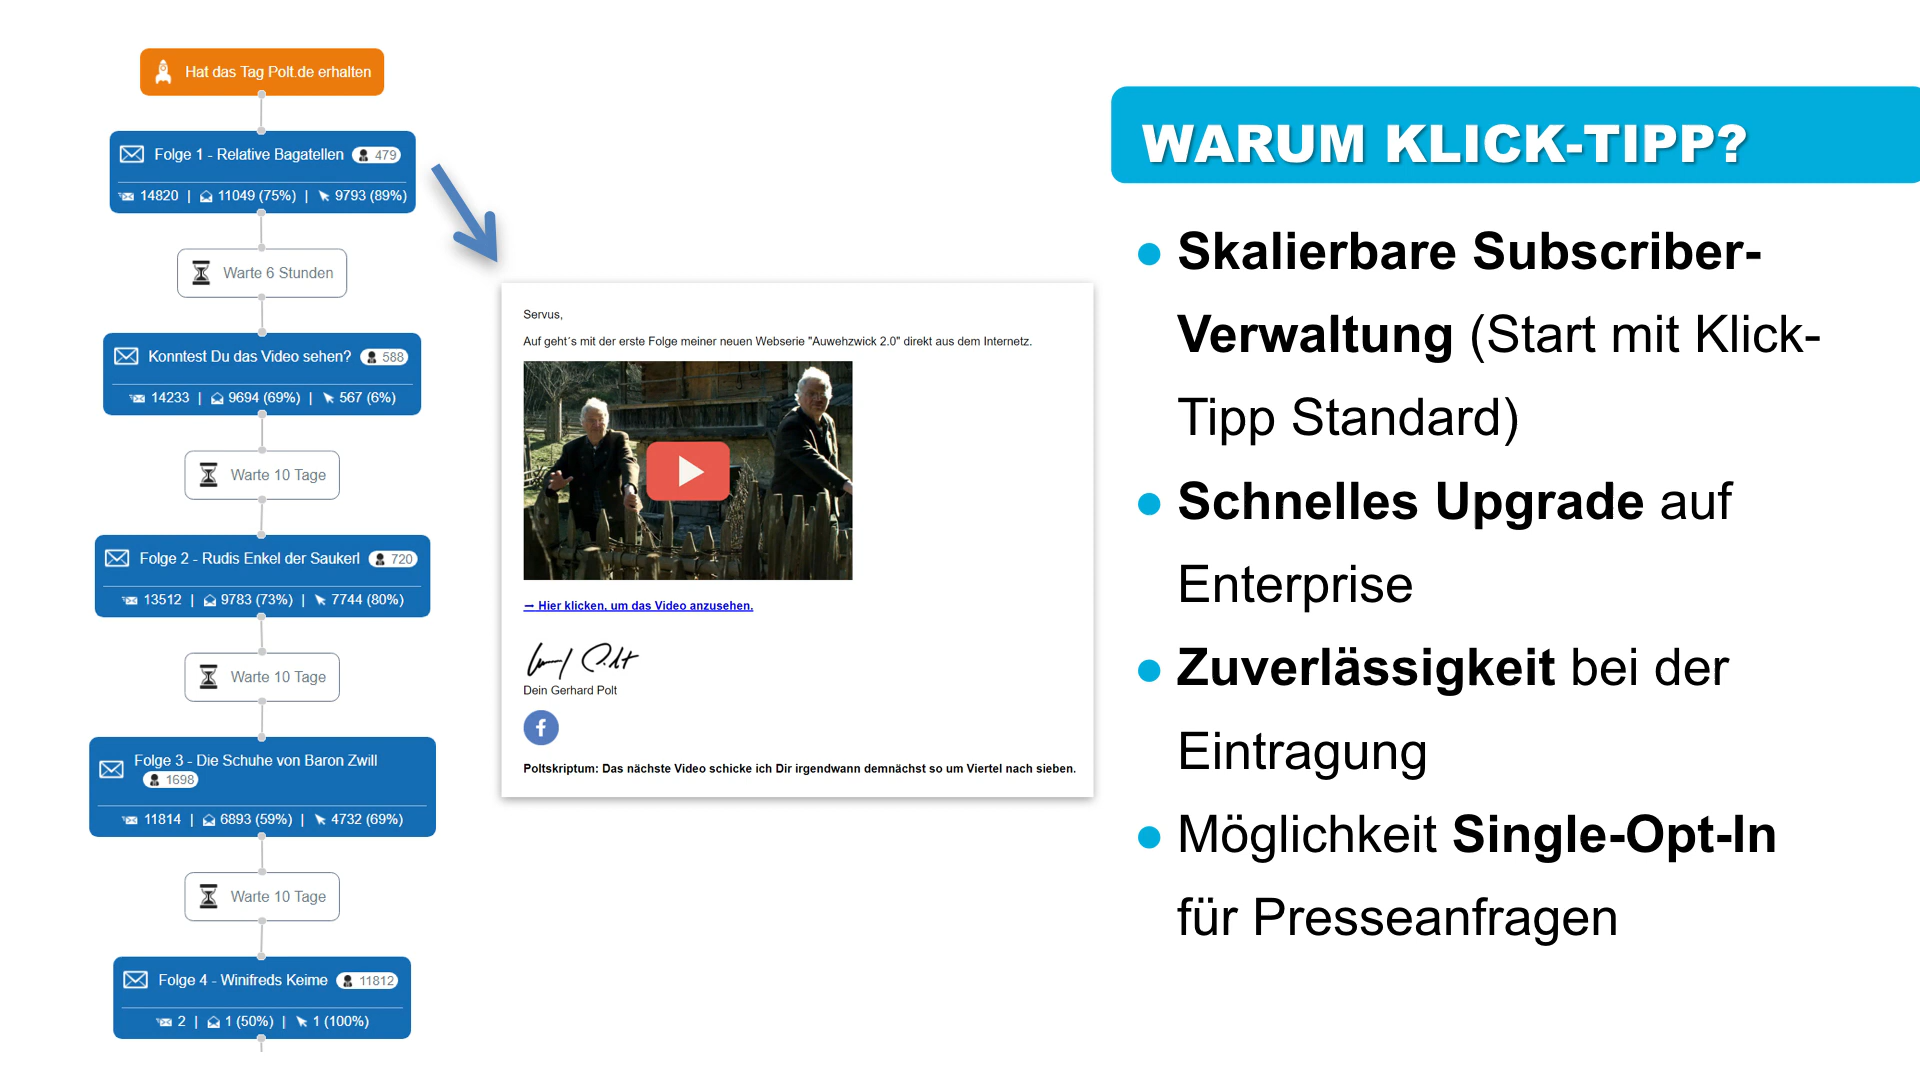 Hat das Tag Polt.de erhalten
Folge 1 - Relative Bagatellen 479
14820 | 11049 (75%) | 9793 (89%)
Warte 6 Stunden
Konntest Du das Video sehen? 588
14233 | 9694 (69%) | 567 (6%)
Warte 10 Tage
Folge 2 - Rudis Enkel der Saukerl 720
13512 | 9783 (73%) | 7744 (80%)
Warte 10 Tage
Folge 3 - Die Schuhe von Baron Zwill
1698
11814 | 6893 (59%) | 4732 (69%)
Warte 10 Tage
Folge 4 - Winifreds Keime 11812
2 | 1 (50%) | 1 (100%)
Servus,
Auf geht´s mit der erste Folge meiner neuen Webserie "Auwehzwick 2.0" direkt aus dem Internetz.
→ Hier klicken, um das Video anzusehen.
Dein Gerhard Polt
f
Poltskriptum: Das nächste Video schicke ich Dir irgendwann demnächst so um Viertel nach sieben.
WARUM KLICK-TIPP?
● Skalierbare Subscriber-
Verwaltung (Start mit Klick-
Tipp Standard)
● Schnelles Upgrade auf
Enterprise
● Zuverlässigkeit bei der
Eintragung
● Möglichkeit Single-Opt-In
für Presseanfragen